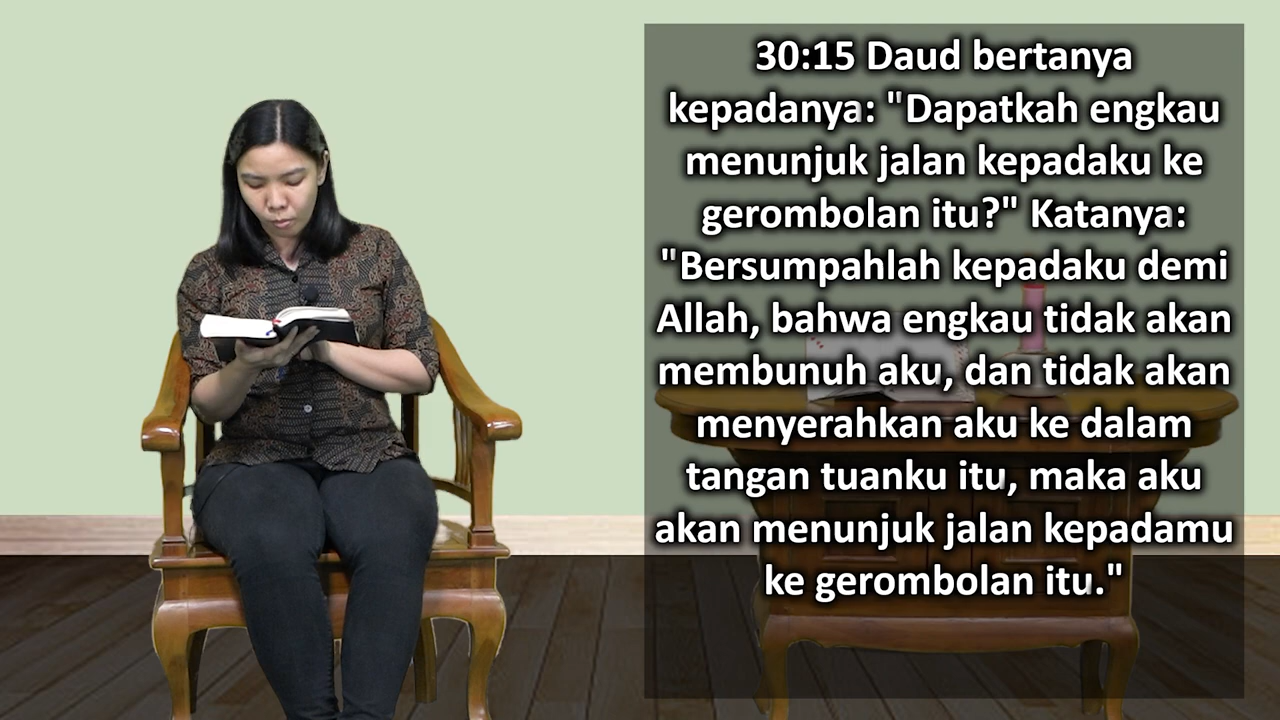 30:15 Daud bertanya
kepadanya: "Dapatkah engkau
menunjuk jalan kepadaku ke
gerombolan itu?" Katanya:
"Bersumpahlah kepadaku demi
Allah, bahwa engkau tidak akan
membunuh aku, dan tidak akan
menyerahkan aku ke dalam
tangan tuanku itu, maka aku
akan menunjuk jalan kepadamu
ke gerombolan itu."